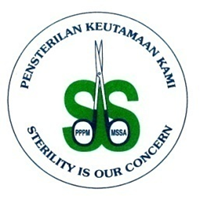 PENSTERILAN KEUTAMAAN KAMI
SS
PPPM MSSA
STERILITY IS OUR CONCERN